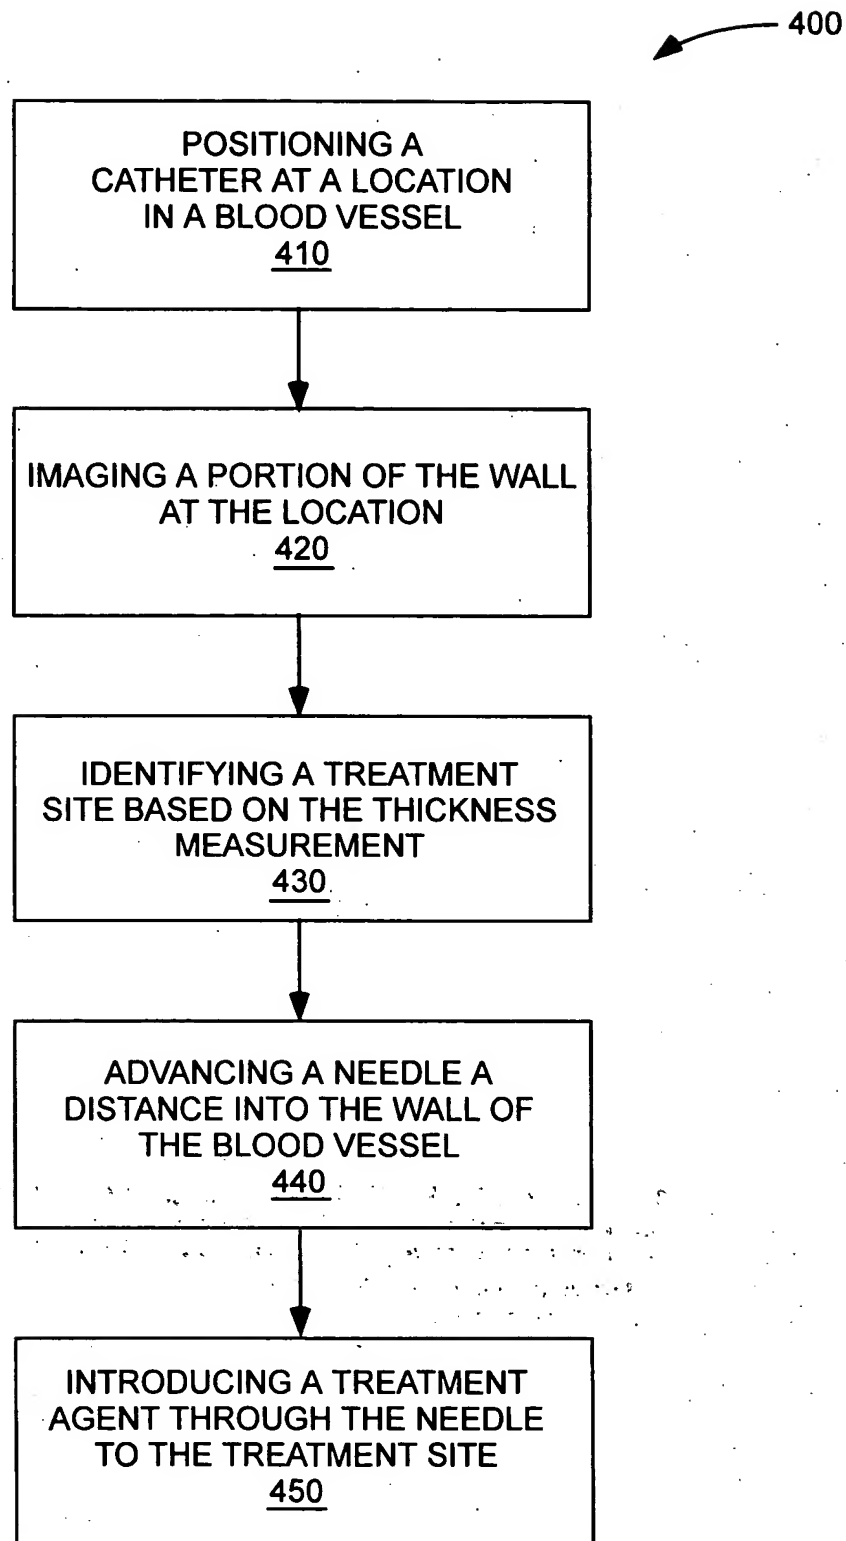 400
POSITIONING A
CATHETER AT A LOCATION
IN A BLOOD VESSEL
410
IMAGING A PORTION OF THE WALL
AT THE LOCATION
420
IDENTIFYING A TREATMENT
SITE BASED ON THE THICKNESS
MEASUREMENT
430
ADVANCING A NEEDLE A
DISTANCE INTO THE WALL OF
THE BLOOD VESSEL
440
INTRODUCING A TREATMENT
AGENT THROUGH THE NEEDLE
TO THE TREATMENT SITE
450